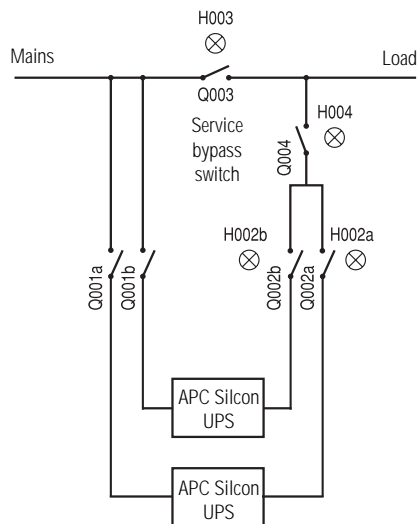 H003
Mains
Load
Q003
H004
Service
bypass
switch
Q004
H002b
H002a
Q001a
Q001b
Q002b
Q002a
APC Silcon
UPS
APC Silcon
UPS